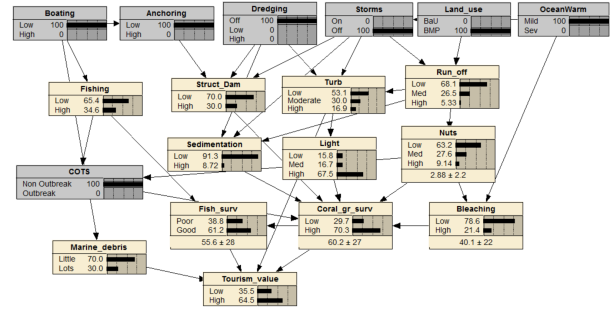 Boating
Low 100
High 0
Anchoring
Low 100
High 0
Dredging
Off 100
Low 0
High 0
Storms
On 0
Off 100
Land_use
BaU 0
BMP 100
OceanWarm
Mild 100
Sev 0
Fishing
Low 65.4
High 34.6
Struct_Dam
Low 70.0
High 30.0
Turb
Low 53.1
Moderate 30.0
High 16.9
Run_off
Low 68.1
Med 26.5
High 5.33
Sedimentation
Low 91.3
High 8.72
Light
Low 15.8
Med 16.7
High 67.5
Nuts
Low 63.2
Med 27.6
High 9.14
2.88 ± 2.2
COTS
Non Outbreak 100
Outbreak 0
Fish_surv
Poor 38.8
Good 61.2
55.6 ± 28
Coral_gr_surv
Low 29.7
High 70.3
60.2 ± 27
Bleaching
Low 78.6
High 21.4
40.1 ± 22
Marine_debris
Little 70.0
Lots 30.0
Tourism_value
Low 35.5
High 64.5